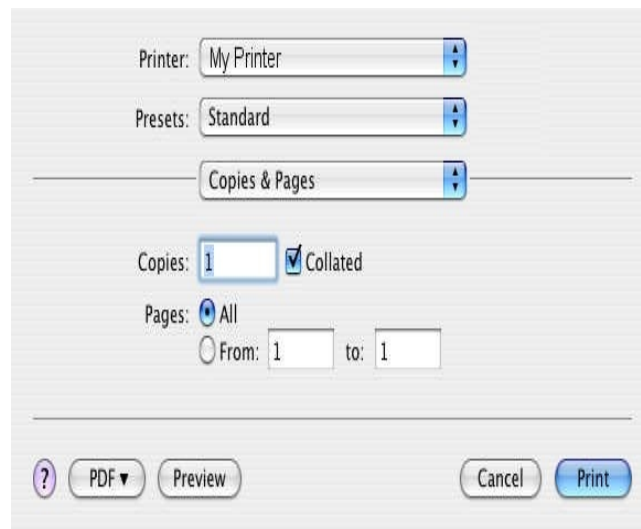 Printer: My Printer
Presets: Standard
Copies & Pages
Copies: 1 Collated
Pages: All
From: 1 to: 1
? PDF▼ Preview Cancel Print